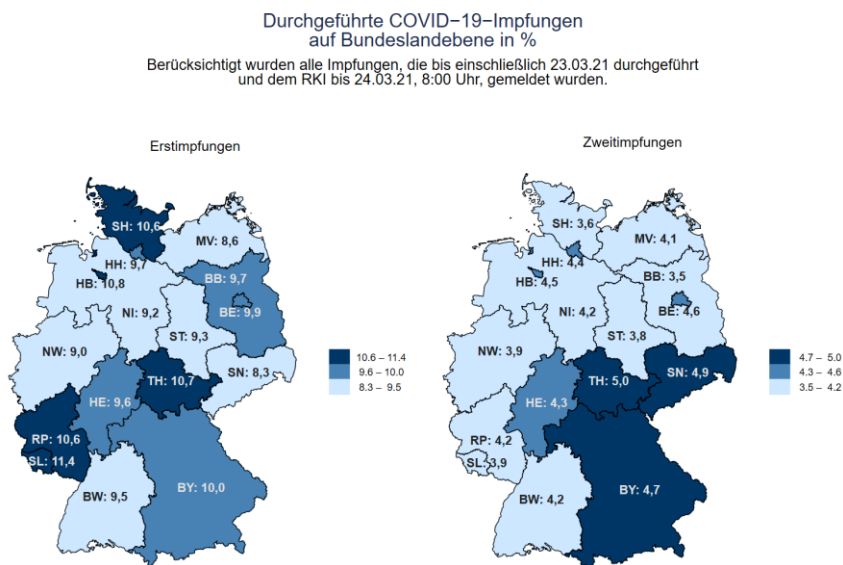 Durchgeführte COVID−19−Impfungen
auf Bundeslandebene in %
Berücksichtigt wurden alle Impfungen, die bis einschließlich 23.03.21 durchgeführt
und dem RKI bis 24.03.21, 8:00 Uhr, gemeldet wurden.
Erstimpfungen
SH: 10,6
MV: 8,6
HH: 9,7
HB: 10,8
BB: 9,7
BE: 9,9
NI: 9,2
ST: 9,3
NW: 9,0
TH: 10,7
SN: 8,3
HE: 9,6
RP: 10,6
SL: 11,4
BW: 9,5
BY: 10,0
10.6 − 11.4
9.6 − 10.0
8.3 − 9.5
Zweitimpfungen
SH: 3,6
MV: 4,1
HH: 4,4
HB: 4,5
BB: 3,5
BE: 4,6
NI: 4,2
ST: 3,8
NW: 3,9
TH: 5,0
SN: 4,9
HE: 4,3
RP: 4,2
SL: 3,9
BW: 4,2
BY: 4,7
4.7 − 5.0
4.3 − 4.6
3.5 − 4.2